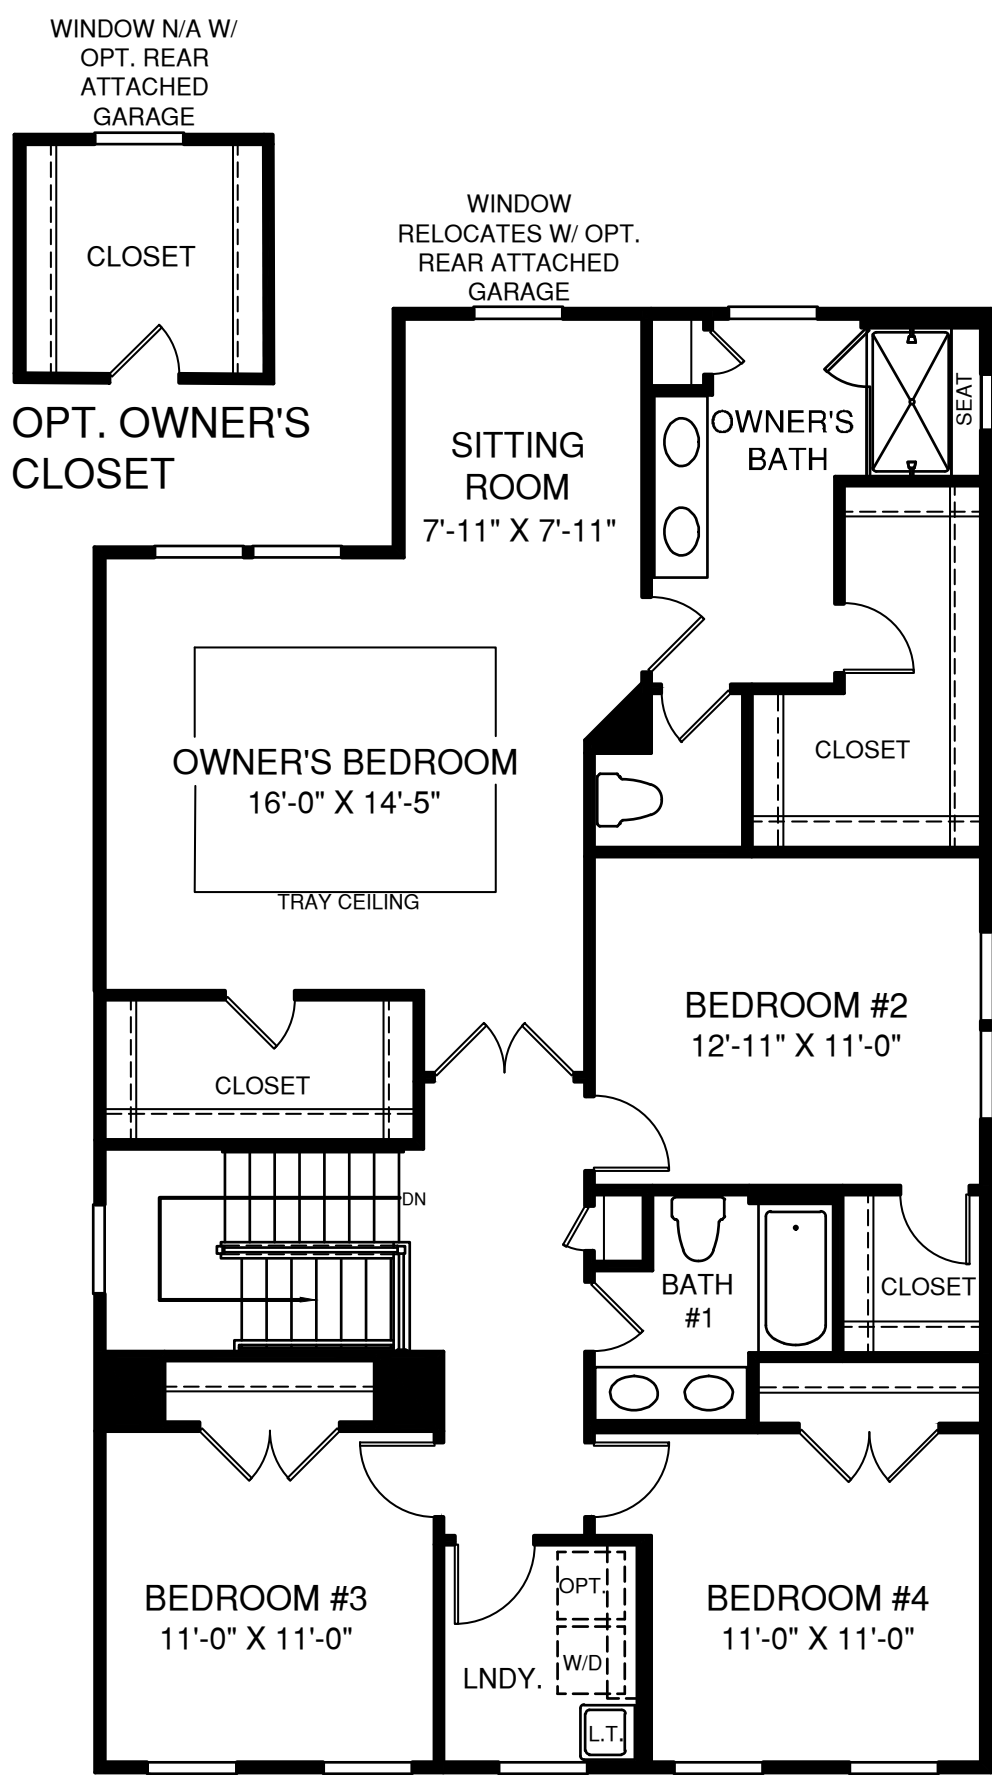 WINDOW N/A W/
OPT. REAR
ATTACHED
GARAGE
CLOSET
OPT. OWNER'S
CLOSET
WINDOW
RELOCATES W/ OPT.
REAR ATTACHED
GARAGE
SITTING
ROOM
7'-11" X 7'-11"
OWNER'S
BATH
SEAT
OWNER'S BEDROOM
16'-0" X 14'-5"
TRAY CEILING
CLOSET
BEDROOM #2
12'-11" X 11'-0"
CLOSET
DN
BATH
#1
CLOSET
BEDROOM #3
11'-0" X 11'-0"
OPT.
W/D
LNDY.
L.T.
BEDROOM #4
11'-0" X 11'-0"